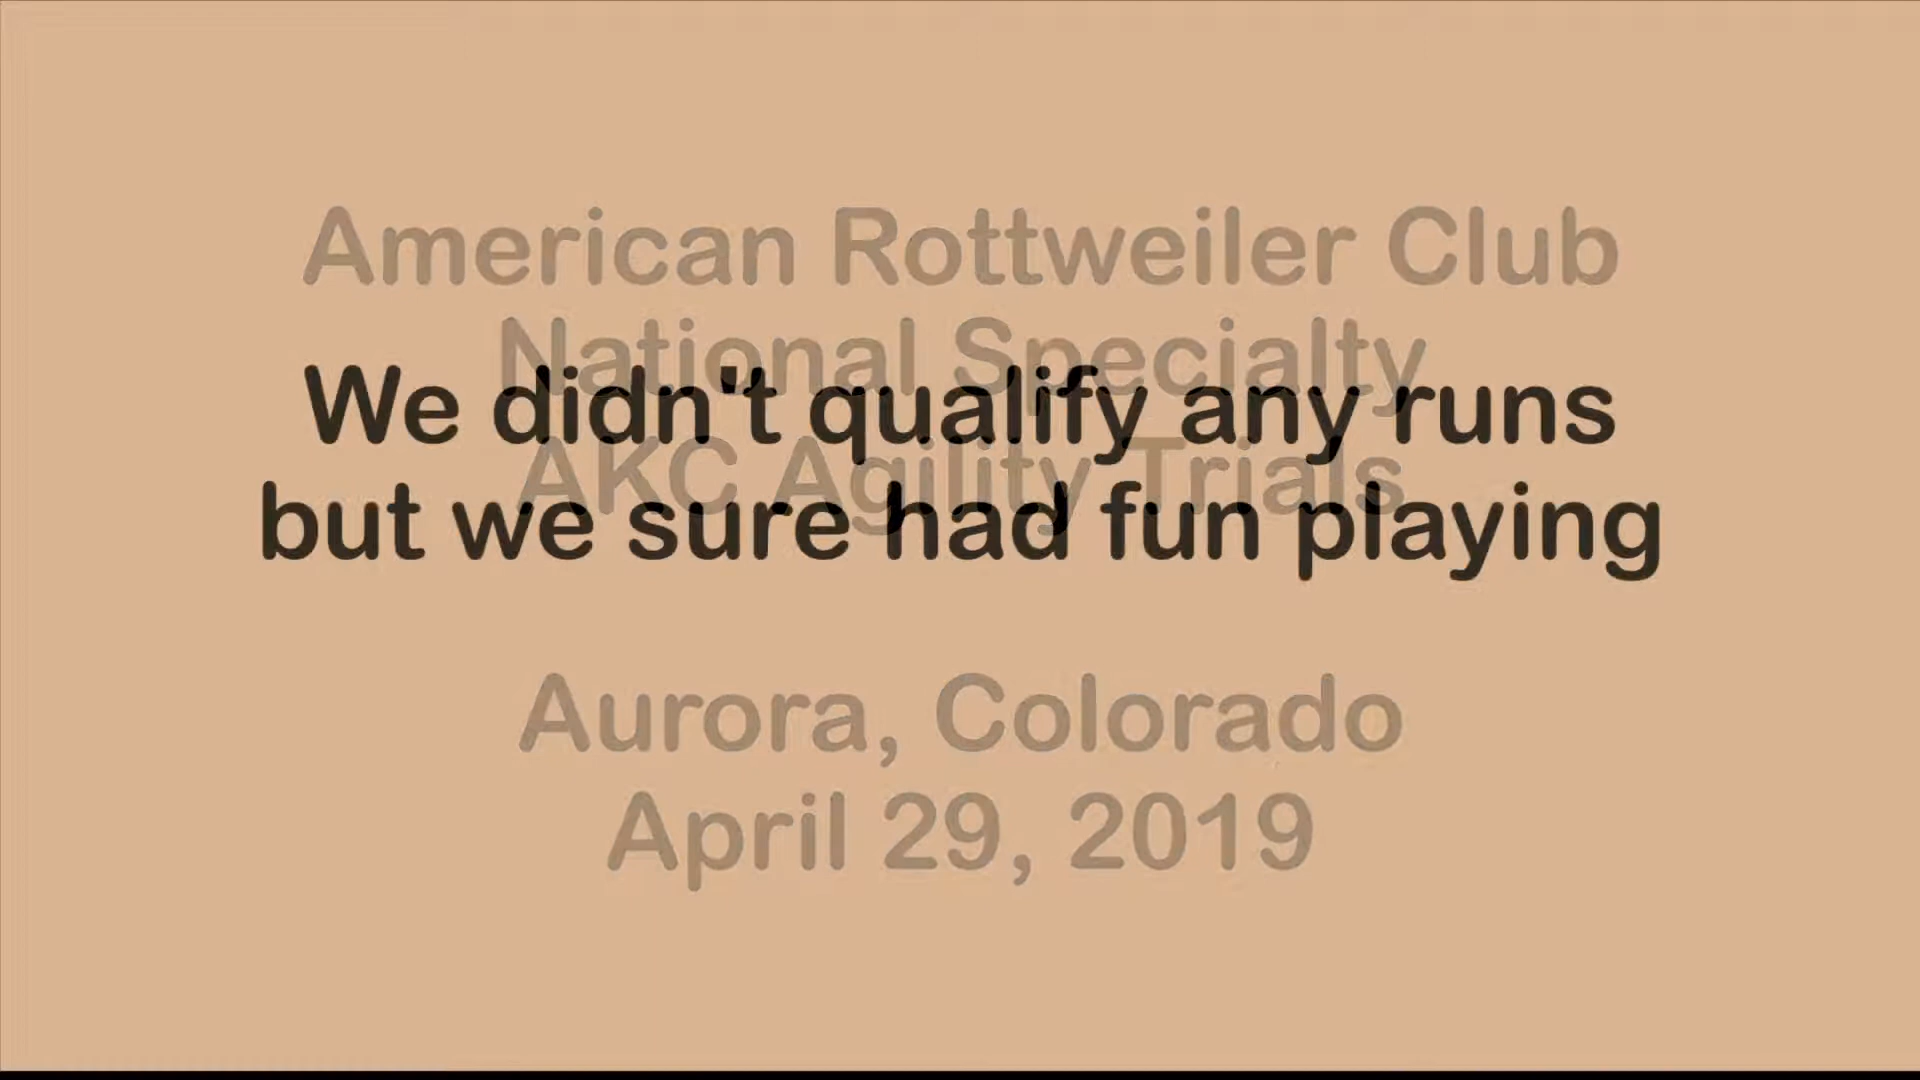 American Rottweiler Club
National Specialty
We didn't qualify any runs
AKC Agility Trials
but we sure had fun playing
Aurora, Colorado
April 29, 2019